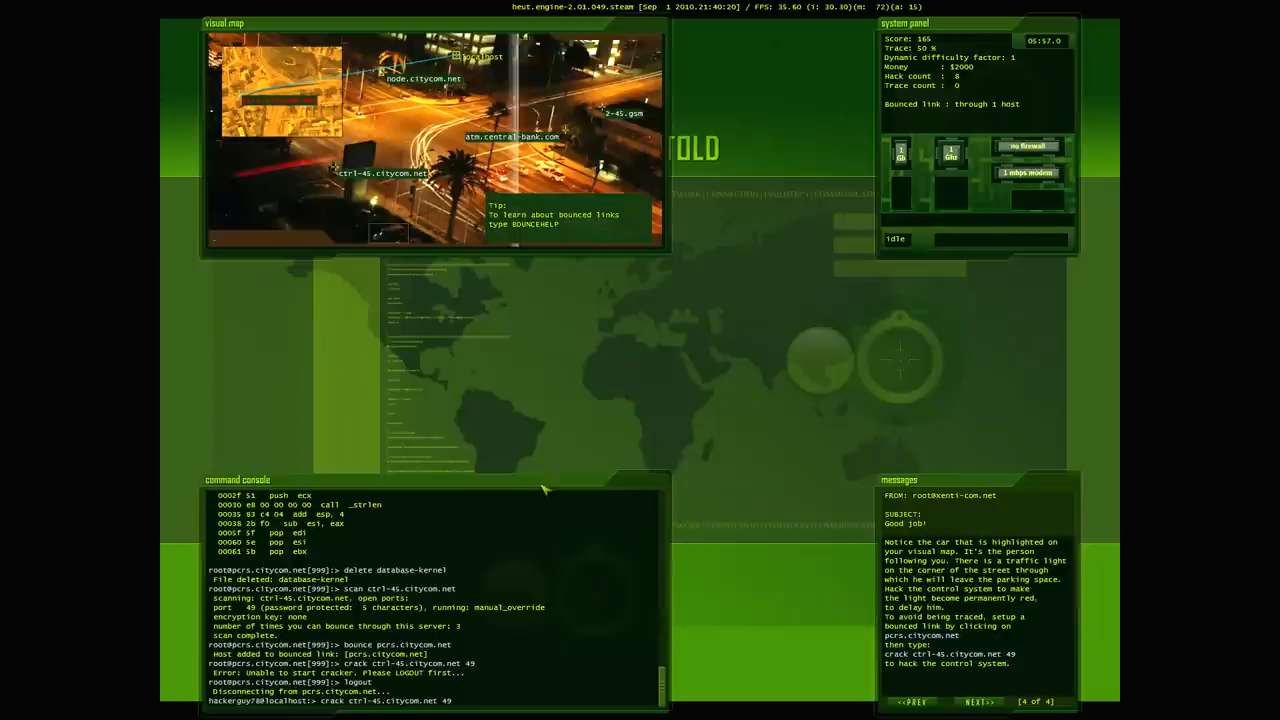 heut.engine-2.01.049.steam [Sep  1 2010.21:40:20] / FPS: 35.60 (i: 30.30)(m:  72)(a: 15)
visual map
localhost
node.citycom.net
2-45.gsm
atm.central-bank.com
ctrl-45.citycom.net
Tip:
To learn about bounced links
type BOUNCEHELP
TOLD
system panel
Score: 165
05:57.0
Trace: 50 %
Dynamic difficulty factor: 1
Money        : $2000
Hack count  :  8
Trace count  :  0
Bounced link : through 1 host
1 Gb
1 Ghz
no firewall
1 mbps modem
idle
command console
0002f 51   push  ecx
00030 e8 00 00 00 00  call  _strlen
00035 83 c4 04  add  esp, 4
00038 2b f0   sub  esi, eax
0005f 5f   pop  edi
00060 5e   pop  esi
00061 5b   pop  ebx
root@pcrs.citycom.net[999]:> delete database-kernel
File deleted: database-kernel
root@pcrs.citycom.net[999]:> scan ctrl-45.citycom.net
scanning: ctrl-45.citycom.net. open ports:
port   49 (password protected:  5 characters), running: manual_override
encryption key: none
number of times you can bounce through this server: 3
scan complete.
root@pcrs.citycom.net[999]:> bounce pcrs.citycom.net
Host added to bounced link: [pcrs.citycom.net]
root@pcrs.citycom.net[999]:> crack ctrl-45.citycom.net 49
Error: Unable to start cracker. Please LOGOUT first...
root@pcrs.citycom.net[999]:> logout
Disconnecting from pcrs.citycom.net...
hackerguy78@localhost:> crack ctrl-45.citycom.net 49
messages
FROM: root@xenti-com.net
SUBJECT:
Good job!
Notice the car that is highlighted on
your visual map. It's the person
following you. There is a traffic light
on the corner of the street through
which he will leave the parking space.
Hack the control system to make
the light become permanently red,
to delay him.
To avoid being traced, setup a
bounced link by clicking on
pcrs.citycom.net
then type:
crack ctrl-45.citycom.net 49
to hack the control system.
<<PREV
NEXT>>
[4 of 4]